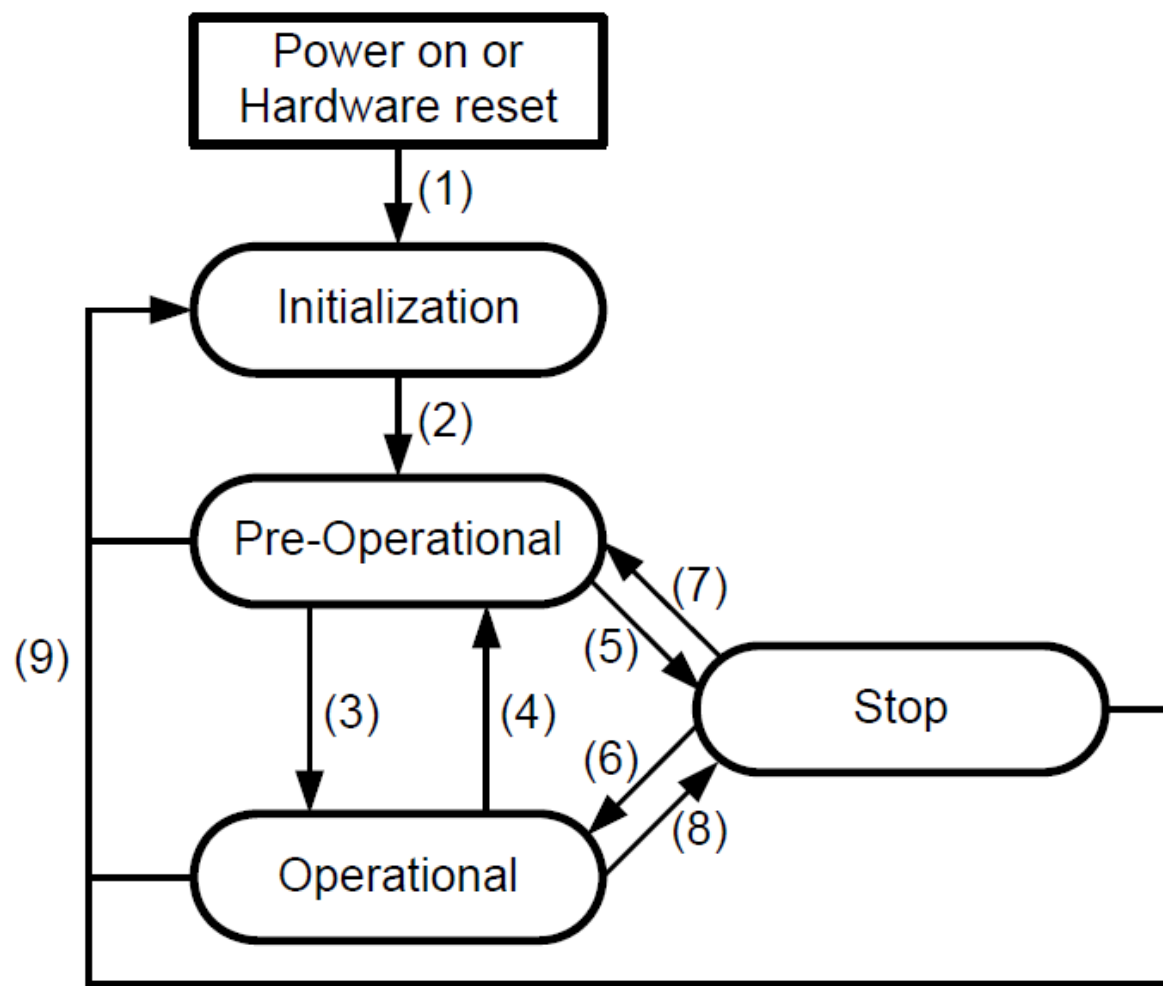 Power on or
Hardware reset
(1)
Initialization
(2)
Pre-Operational
(7)
(5)
(9)
(3)
(4)
Stop
(6)
(8)
Operational